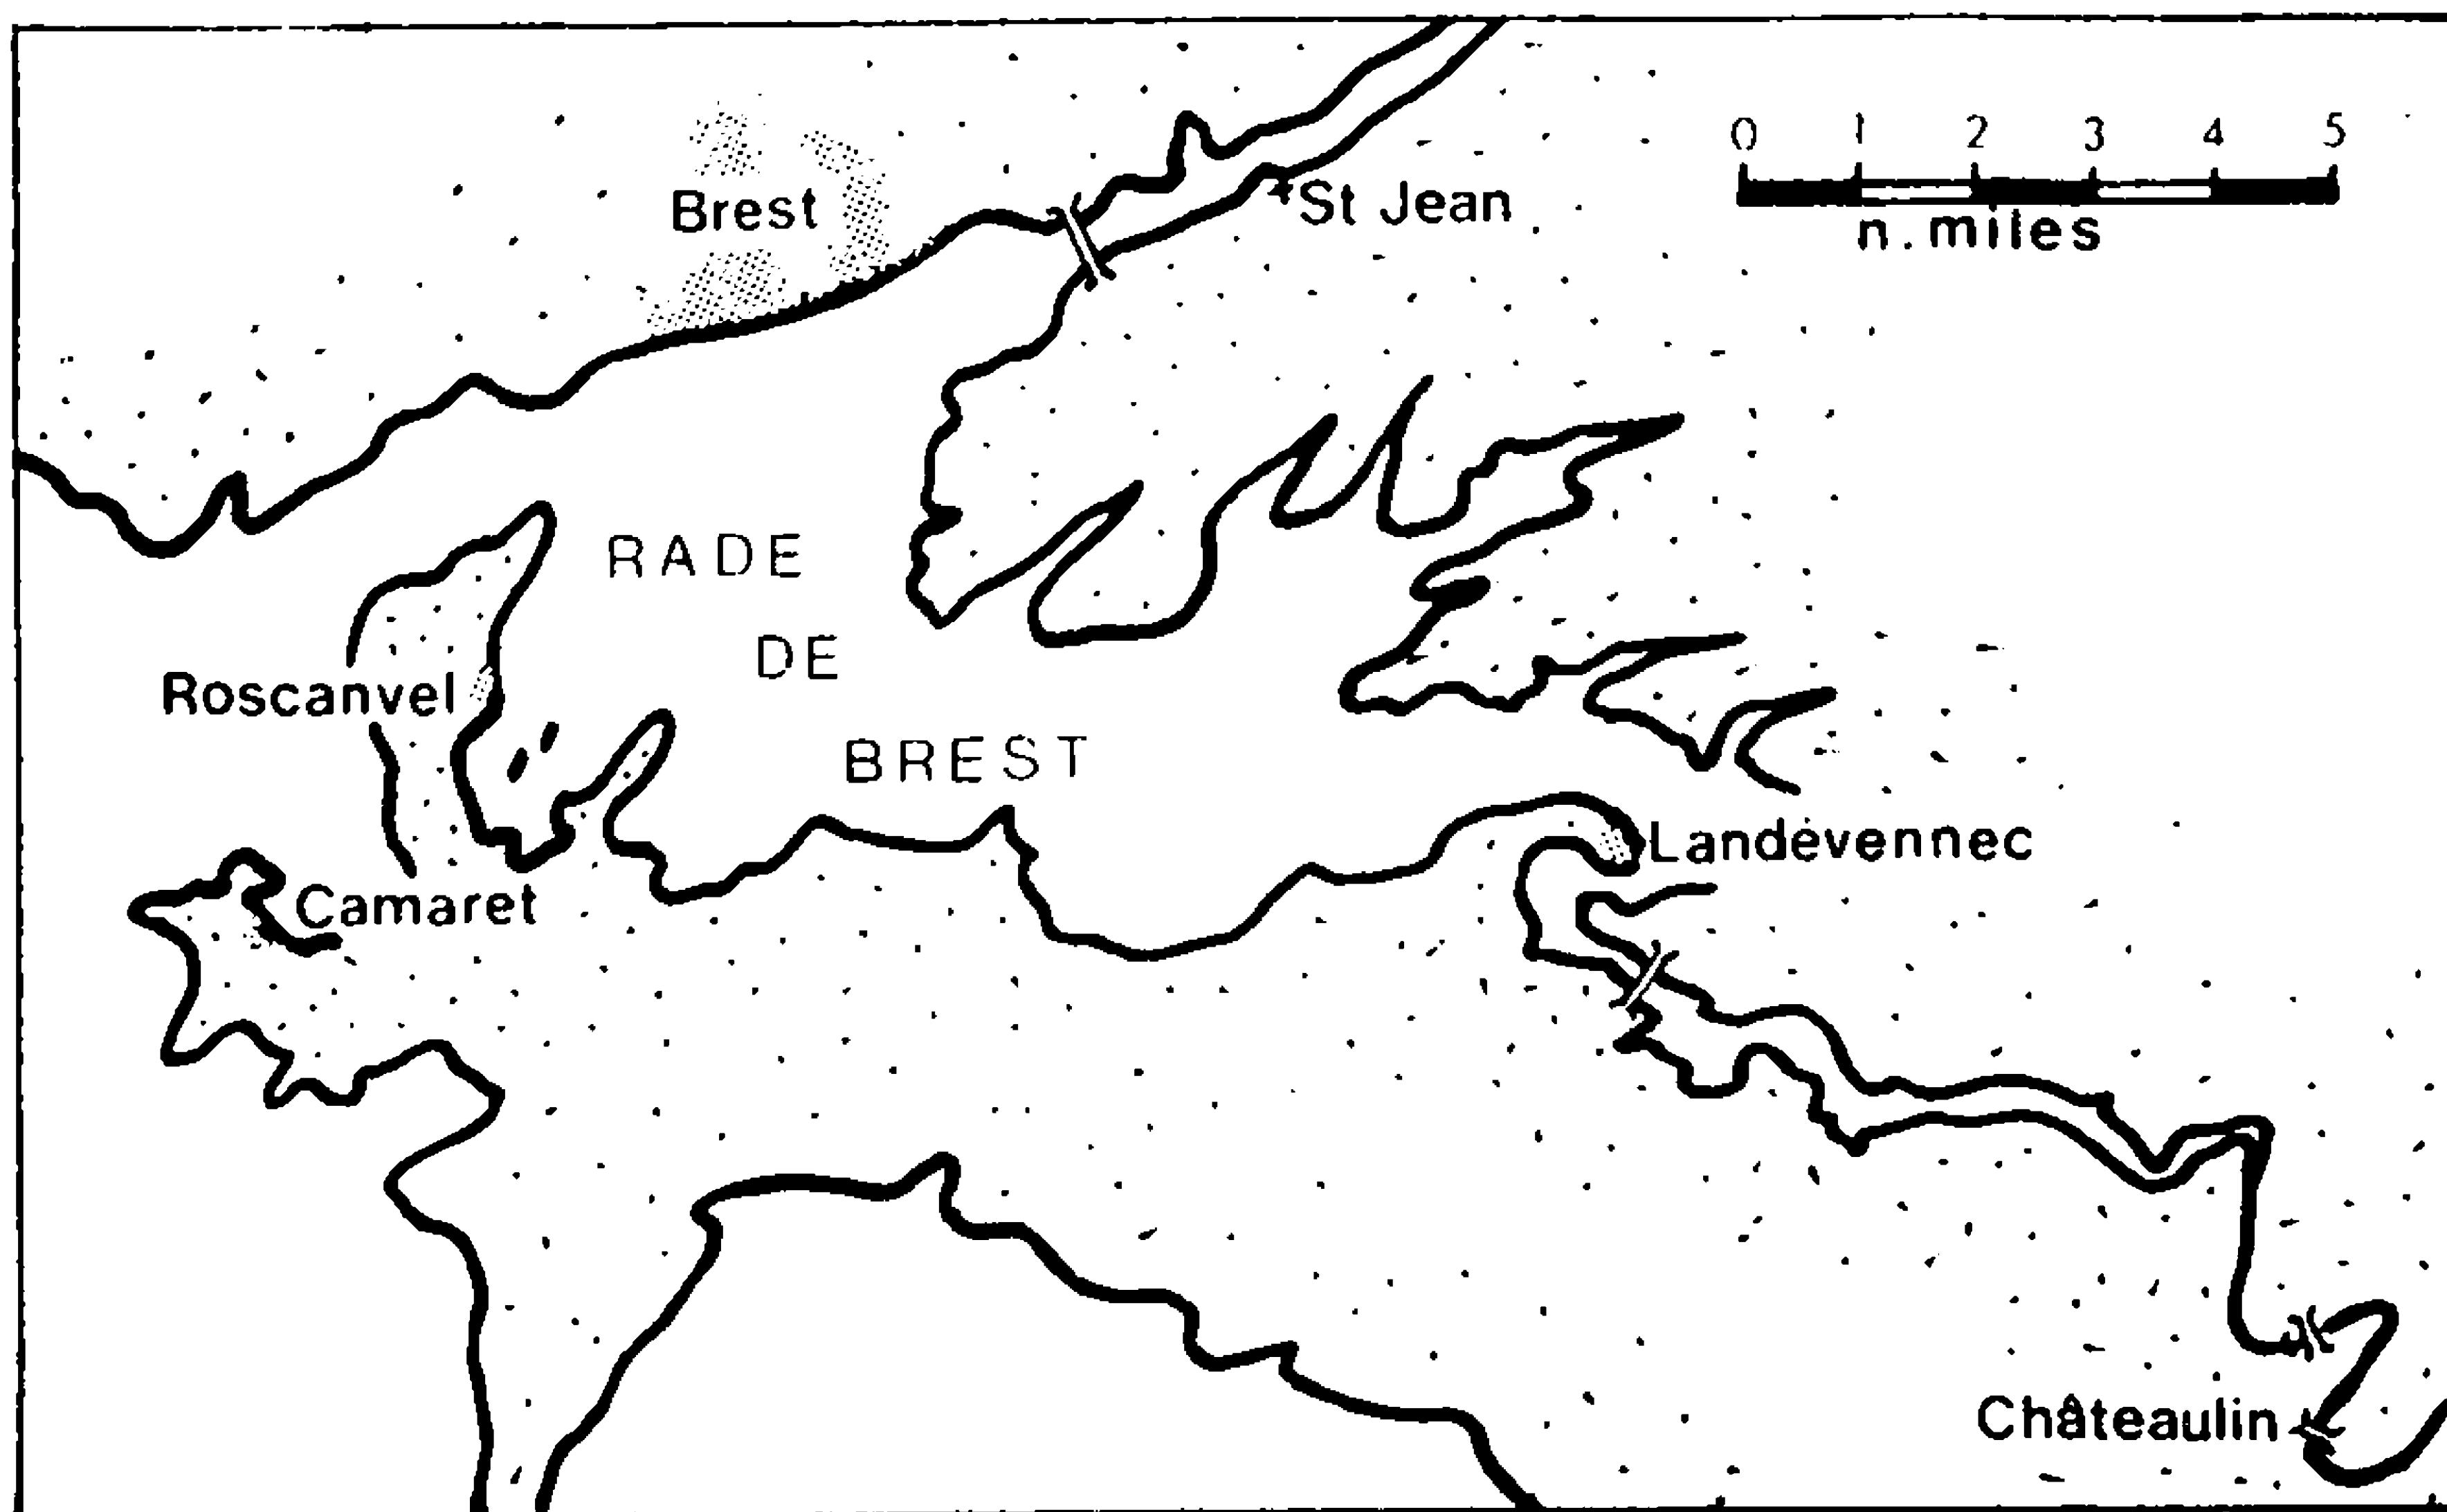 0 1 2 3 4 5
n. miles
Brest
St Jean
RADE
DE
BREST
Roscanvel
Landévennec
Camaret
Châteaulin